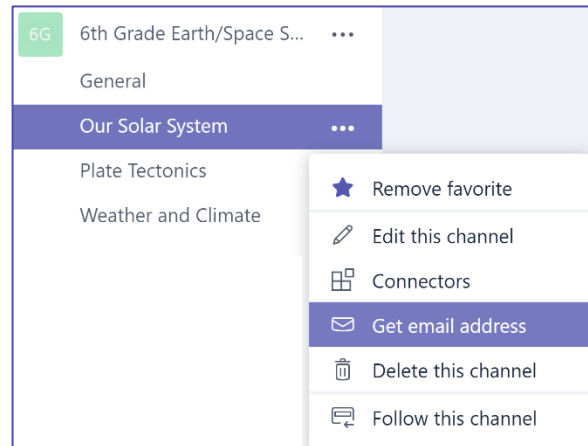 6G 6th Grade Earth/Space S... •••
General
Our Solar System •••
Plate Tectonics
Weather and Climate
Remove favorite
Edit this channel
Connectors
Get email address
Delete this channel
Follow this channel